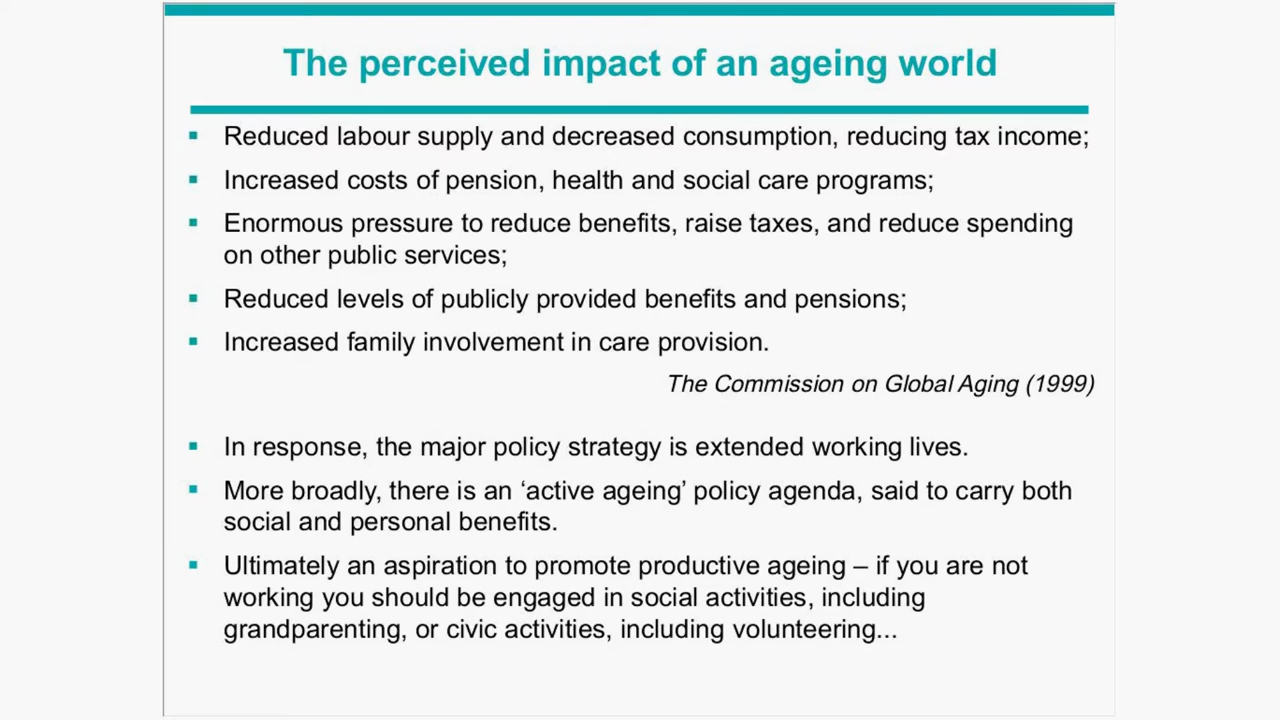 The perceived impact of an ageing world
▪ Reduced labour supply and decreased consumption, reducing tax income;
▪ Increased costs of pension, health and social care programs;
▪ Enormous pressure to reduce benefits, raise taxes, and reduce spending
on other public services;
▪ Reduced levels of publicly provided benefits and pensions;
▪ Increased family involvement in care provision.
The Commission on Global Aging (1999)
▪ In response, the major policy strategy is extended working lives.
▪ More broadly, there is an ‘active ageing’ policy agenda, said to carry both
social and personal benefits.
▪ Ultimately an aspiration to promote productive ageing – if you are not
working you should be engaged in social activities, including
grandparenting, or civic activities, including volunteering...